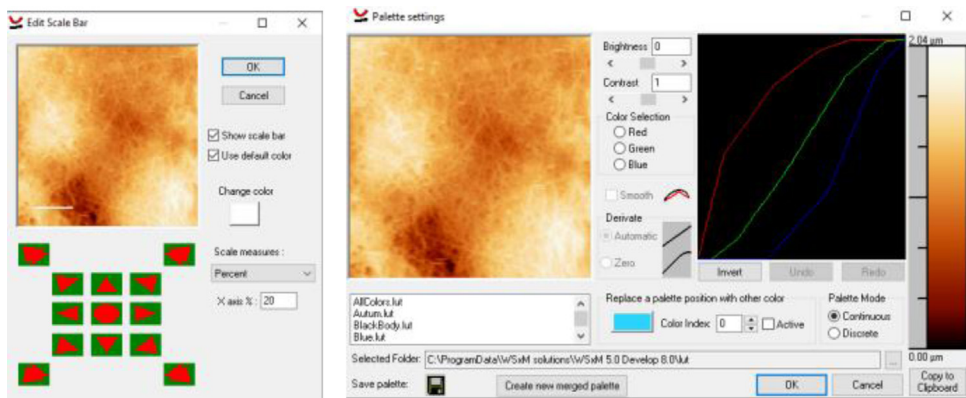 Edit Scale Bar
OK
Cancel
Show scale bar
Use default color
Change color
Scale measures :
Percent
X axis % : 20
Palette settings
Brightness 0
< >
Contrast 1
< >
Color Selection
Red
Green
Blue
Smooth
Derivate
Automatic
Zero
2.04 µm
Invert Undo Redo
AllColors.lut
Autum.lut
BlackBody.lut
Blue.lut
Replace a palette position with other color
Color Index: 0 Active
Palette Mode
Continuous
Discrete
Selected Folder: C:\ProgramData\WSxM solutions\WSxM 5.0 Develop 8.0\lut ...
0.00 µm
Save palette: Create new merged palette OK Cancel
Copy to
Clipboard